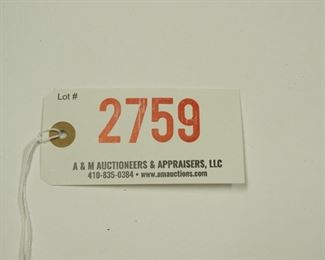 Lot #
2759
A & M AUCTIONEERS & APPRAISERS, LLC
410-835-0384 • www.amauctions.com